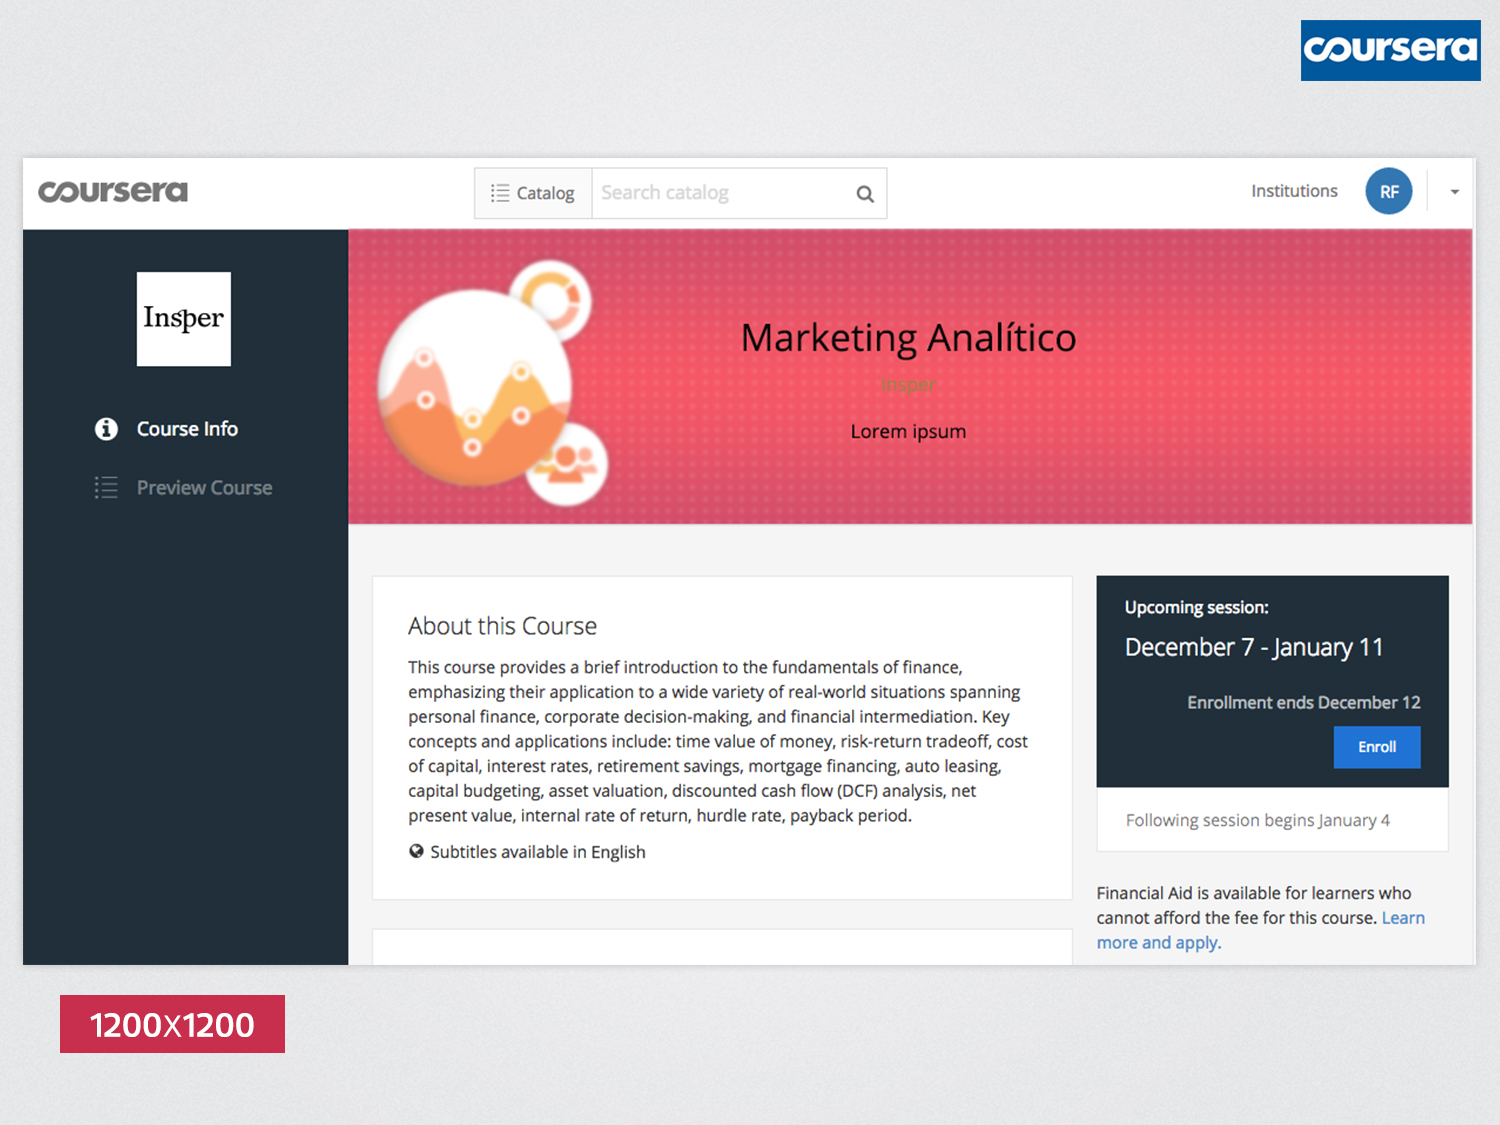 coursera
coursera
Catalog
Search catalog
Institutions
RF
Insper
Course Info
Preview Course
Marketing Analítico
Insper
Lorem ipsum
About this Course
This course provides a brief introduction to the fundamentals of finance,
emphasizing their application to a wide variety of real-world situations spanning
personal finance, corporate decision-making, and financial intermediation. Key
concepts and applications include: time value of money, risk-return tradeoff, cost
of capital, interest rates, retirement savings, mortgage financing, auto leasing,
capital budgeting, asset valuation, discounted cash flow (DCF) analysis, net
present value, internal rate of return, hurdle rate, payback period.
Subtitles available in English
Upcoming session:
December 7 - January 11
Enrollment ends December 12
Enroll
Following session begins January 4
Financial Aid is available for learners who
cannot afford the fee for this course. Learn
more and apply.
1200X1200